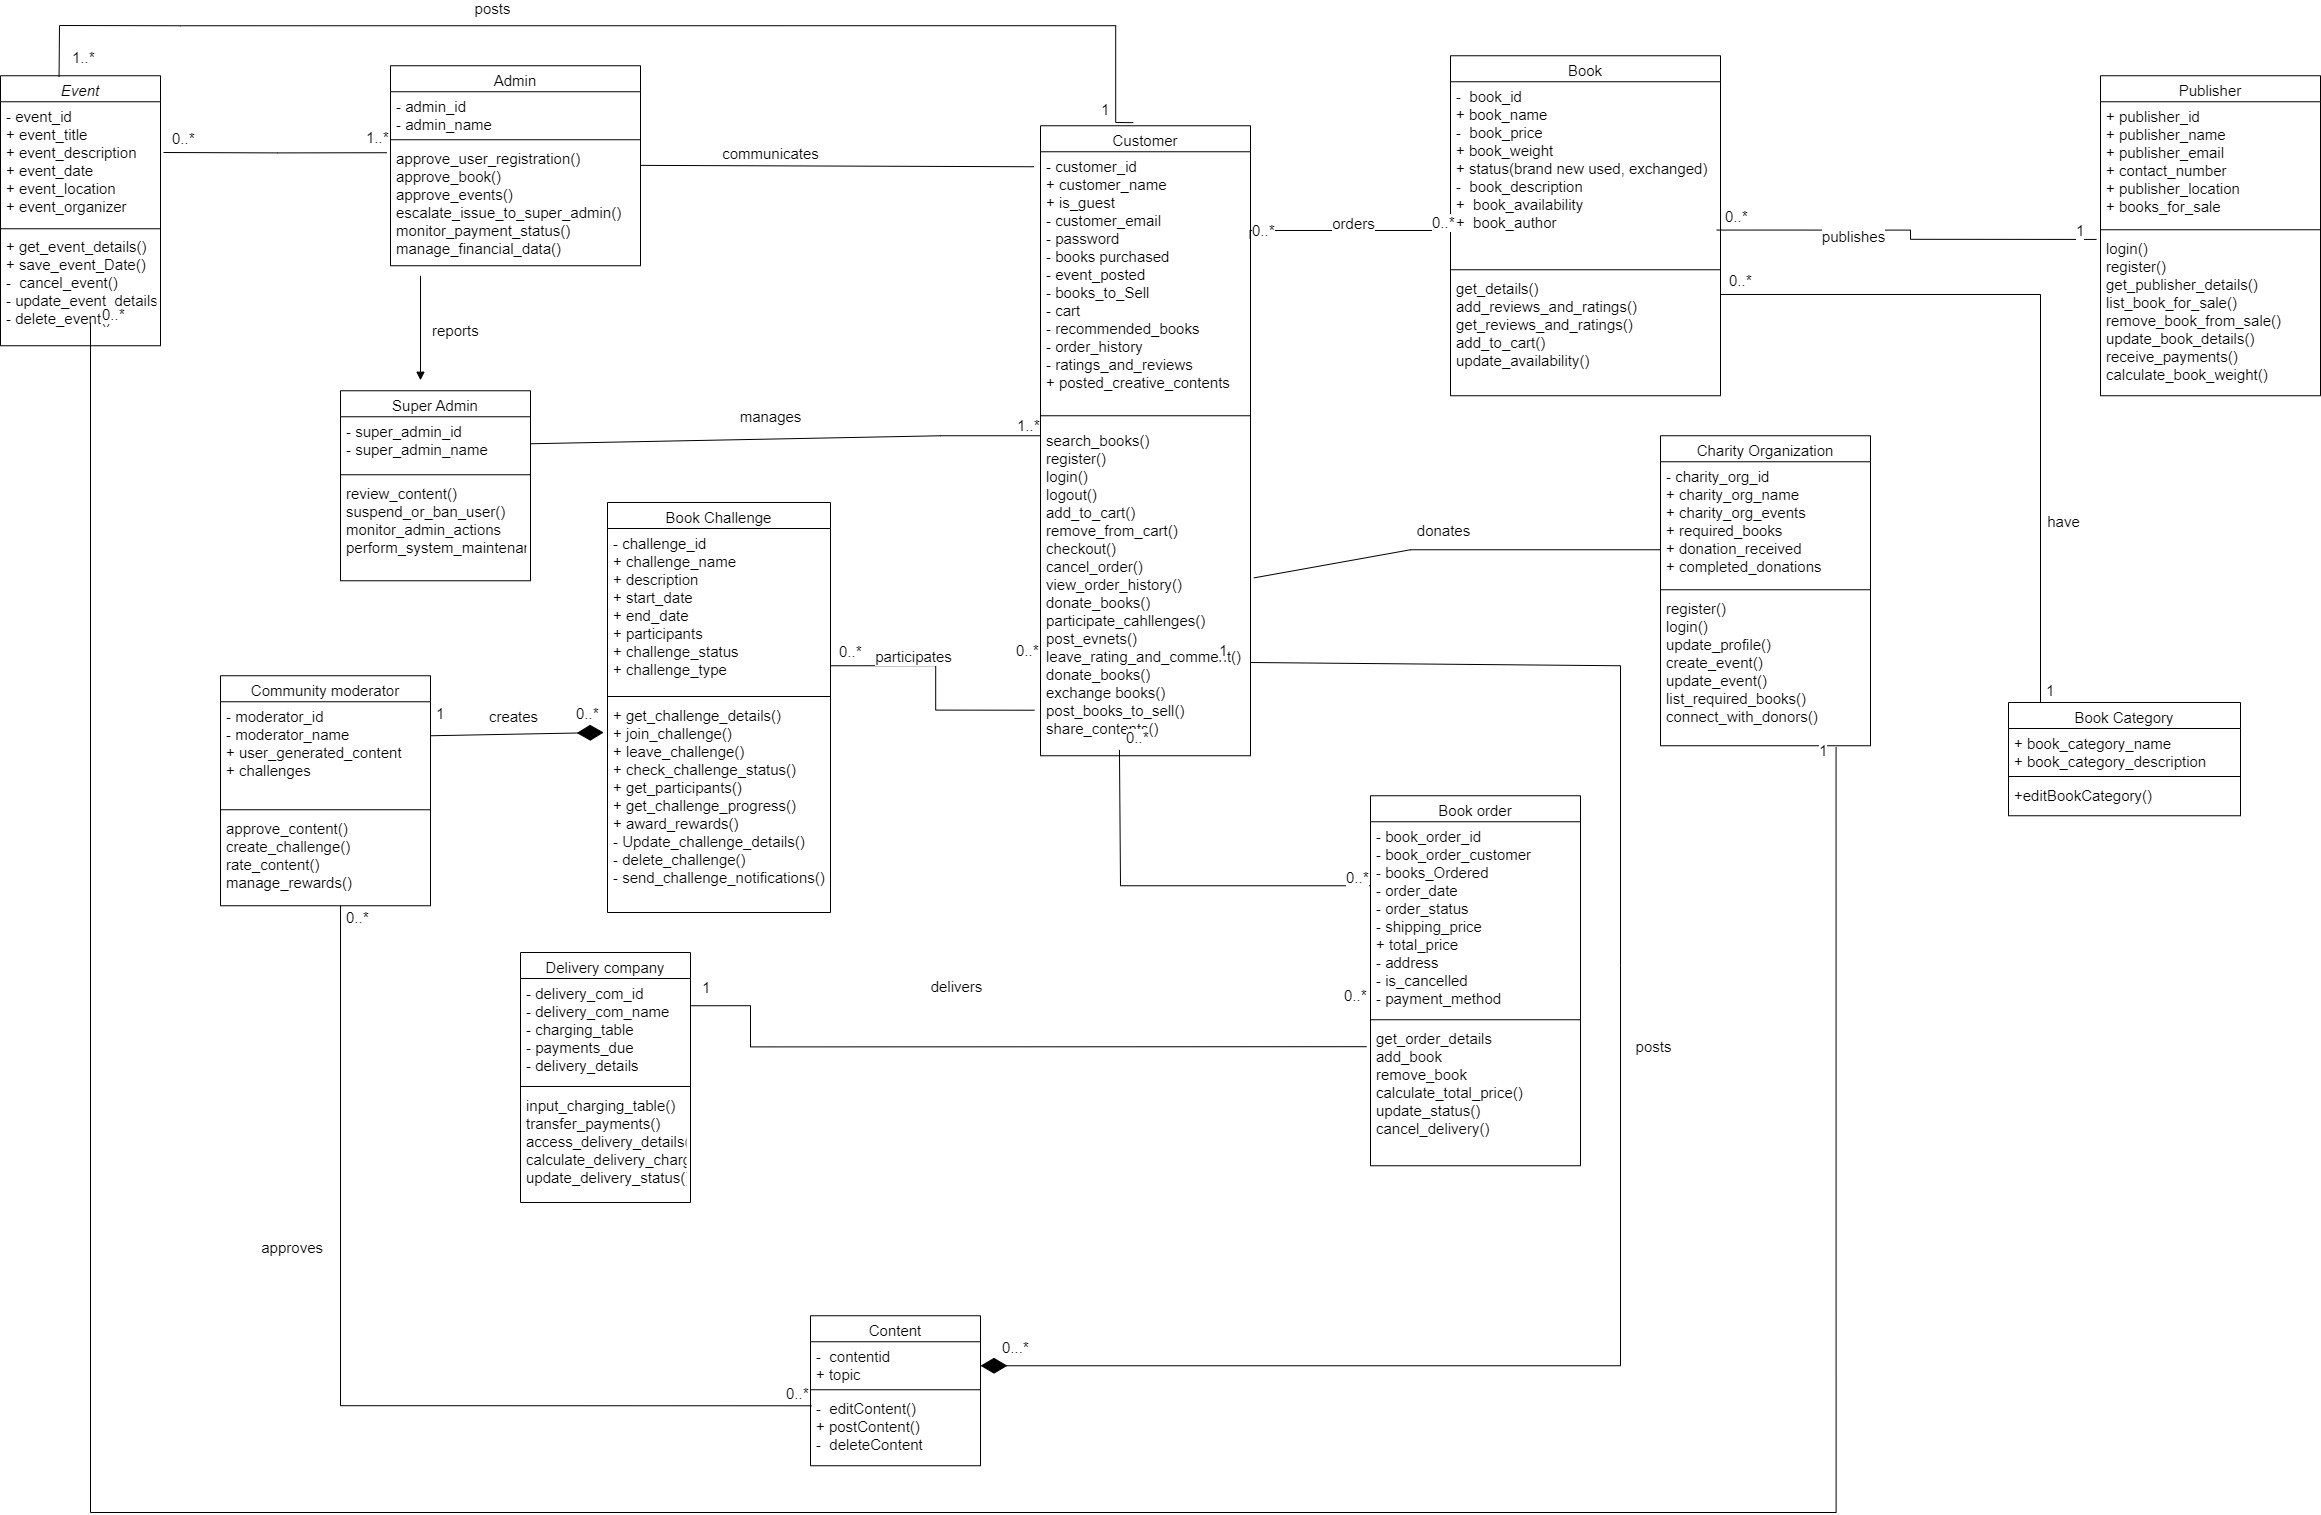 posts
1..*
1
Event
- event_id
+ event_title
+ event_description
+ event_date
+ event_location
+ event_organizer
+ get_event_details()
+ save_event_Date()
-  cancel_event()
- update_event_details
- delete_event()
0..*
0..*
1..*
Admin
- admin_id
- admin_name
approve_user_registration()
approve_book()
approve_events()
escalate_issue_to_super_admin()
monitor_payment_status()
manage_financial_data()
communicates
reports
Super Admin
- super_admin_id
- super_admin_name
review_content()
suspend_or_ban_user()
monitor_admin_actions
perform_system_maintenan
manages
1..*
Customer
- customer_id
+ customer_name
+ is_guest
- customer_email
- password
- books purchased
- event_posted
- books_to_Sell
- cart
- recommended_books
- order_history
- ratings_and_reviews
+ posted_creative_contents
search_books()
register()
login()
logout()
add_to_cart()
remove_from_cart()
checkout()
cancel_order()
view_order_history()
donate_books()
participate_cahllenges()
post_evnets()
leave_rating_and_comment()
donate_books()
exchange books()
post_books_to_sell()
share_contents()
1
0..*
0..*
orders
0..*
Book
-  book_id
+ book_name
-  book_price
+ book_weight
+ status(brand new used, exchanged)
-  book_description
+  book_availability
+  book_author
get_details()
add_reviews_and_ratings()
get_reviews_and_ratings()
add_to_cart()
update_availability()
0..*
publishes
1
0..*
Publisher
+ publisher_id
+ publisher_name
+ publisher_email
+ contact_number
+ publisher_location
+ books_for_sale
login()
register()
get_publisher_details()
list_book_for_sale()
remove_book_from_sale()
update_book_details()
receive_payments()
calculate_book_weight()
Charity Organization
- charity_org_id
+ charity_org_name
+ charity_org_events
+ required_books
+ donation_received
+ completed_donations
register()
login()
update_profile()
create_event()
update_event()
list_required_books()
connect_with_donors()
1
donates
have
1
Book Category
+ book_category_name
+ book_category_description
+editBookCategory()
Book Challenge
- challenge_id
+ challenge_name
+ description
+ start_date
+ end_date
+ participants
+ challenge_status
+ challenge_type
+ get_challenge_details()
+ join_challenge()
+ leave_challenge()
+ check_challenge_status()
+ get_participants()
+ get_challenge_progress()
+ award_rewards()
- Update_challenge_details()
- delete_challenge()
- send_challenge_notifications()
0..*
participates
0..*
Community moderator
- moderator_id
- moderator_name
+ user_generated_content
+ challenges
approve_content()
create_challenge()
rate_content()
manage_rewards()
1
creates
0..*
0..*
Book order
- book_order_id
- book_order_customer
- books_Ordered
- order_date
- order_status
- shipping_price
+ total_price
- address
- is_cancelled
- payment_method
get_order_details
add_book
remove_book
calculate_total_price()
update_status()
cancel_delivery()
0..*
0..*
Delivery company
- delivery_com_id
- delivery_com_name
- charging_table
- payments_due
- delivery_details
input_charging_table()
transfer_payments()
access_delivery_details(
calculate_delivery_charg
update_delivery_status(
1
delivers
posts
approves
Content
-  contentid
+ topic
-  editContent()
+ postContent()
-  deleteContent
0...*
0..*